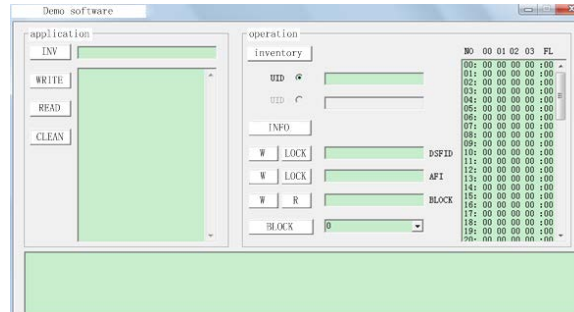 Demo software
application
INV
WRITE
READ
CLEAN
operation
inventory
UID
UID
INFO
W LOCK DSFID
W LOCK AFI
W R BLOCK
BLOCK 0
NO 00 01 02 03 FL
00: 00 00 00 00 :00
01: 00 00 00 00 :00
02: 00 00 00 00 :00
03: 00 00 00 00 :00
04: 00 00 00 00 :00
05: 00 00 00 00 :00
06: 00 00 00 00 :00
07: 00 00 00 00 :00
08: 00 00 00 00 :00
09: 00 00 00 00 :00
10: 00 00 00 00 :00
11: 00 00 00 00 :00
12: 00 00 00 00 :00
13: 00 00 00 00 :00
14: 00 00 00 00 :00
15: 00 00 00 00 :00
16: 00 00 00 00 :00
17: 00 00 00 00 :00
18: 00 00 00 00 :00
19: 00 00 00 00 :00
20: 00 00 00 00 :00